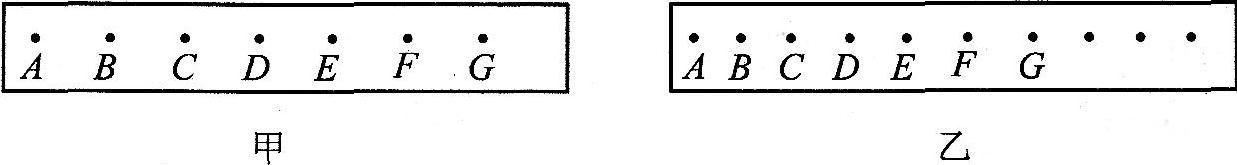 A B C D E F G
A B C D E F G
甲
乙